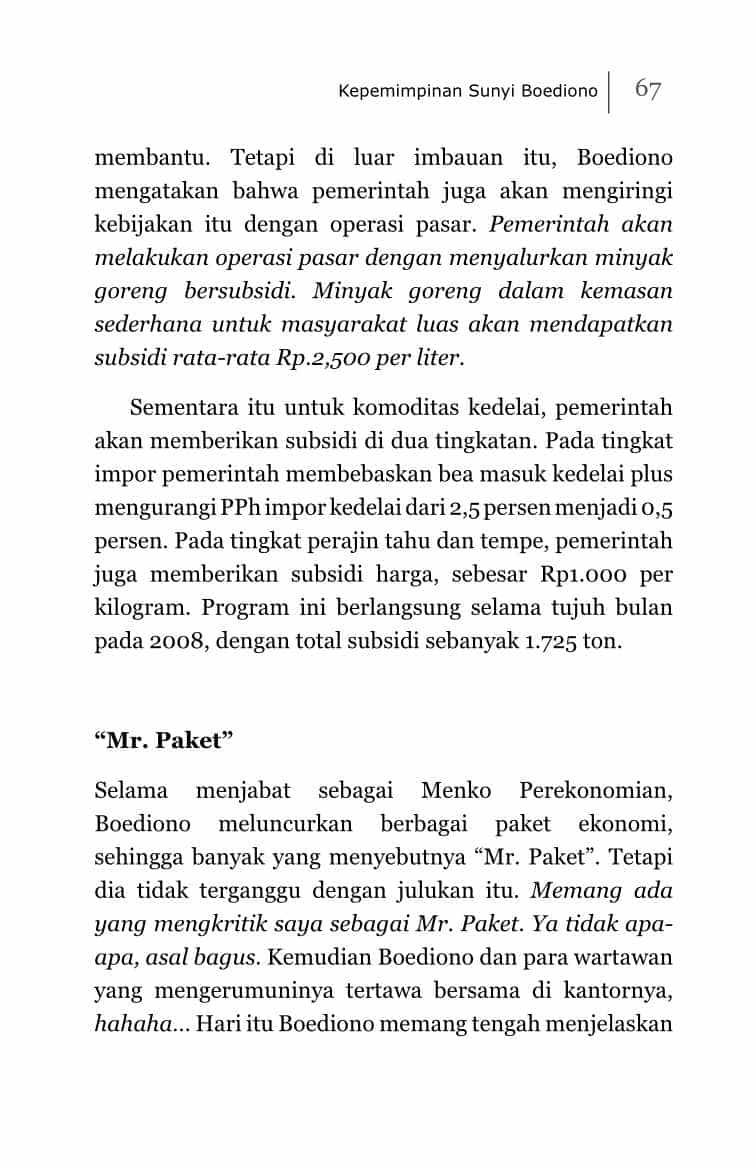 Kepemimpinan Sunyi Boediono 67
membantu. Tetapi di luar imbauan itu, Boediono
mengatakan bahwa pemerintah juga akan mengiringi
kebijakan itu dengan operasi pasar. Pemerintah akan
melakukan operasi pasar dengan menyalurkan minyak
goreng bersubsidi. Minyak goreng dalam kemasan
sederhana untuk masyarakat luas akan mendapatkan
subsidi rata-rata Rp.2,500 per liter.
Sementara itu untuk komoditas kedelai, pemerintah
akan memberikan subsidi di dua tingkatan. Pada tingkat
impor pemerintah membebaskan bea masuk kedelai plus
mengurangi PPh impor kedelai dari 2,5 persen menjadi 0,5
persen. Pada tingkat perajin tahu dan tempe, pemerintah
juga memberikan subsidi harga, sebesar Rp1.000 per
kilogram. Program ini berlangsung selama tujuh bulan
pada 2008, dengan total subsidi sebanyak 1.725 ton.
“Mr. Paket”
Selama menjabat sebagai Menko Perekonomian,
Boediono meluncurkan berbagai paket ekonomi,
sehingga banyak yang menyebutnya “Mr. Paket”. Tetapi
dia tidak terganggu dengan julukan itu. Memang ada
yang mengkritik saya sebagai Mr. Paket. Ya tidak apa-
apa, asal bagus. Kemudian Boediono dan para wartawan
yang mengerumuninya tertawa bersama di kantornya,
hahaha... Hari itu Boediono memang tengah menjelaskan